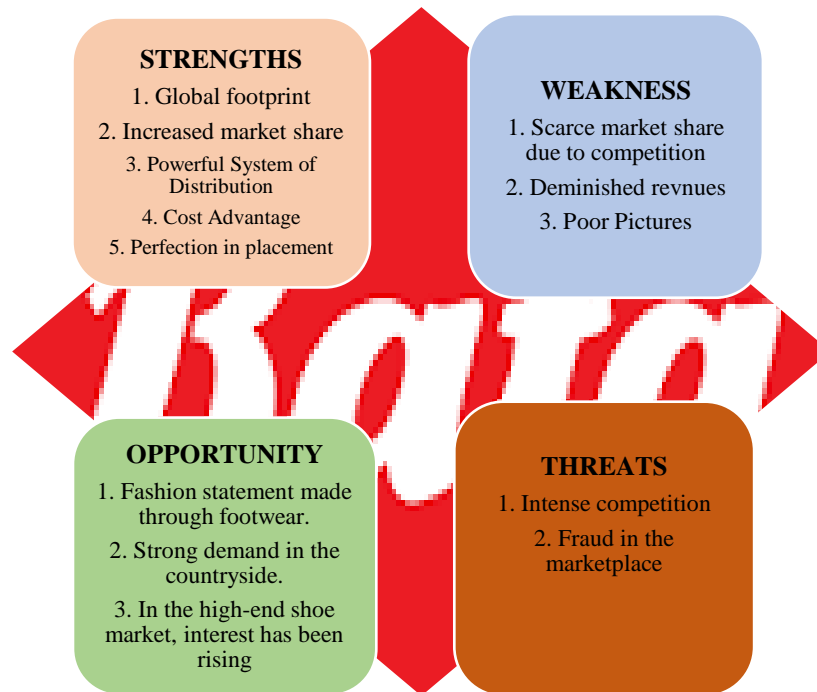 STRENGTHS
1. Global footprint
2. Increased market share
3. Powerful System of
Distribution
4. Cost Advantage
5. Perfection in placement
WEAKNESS
1. Scarce market share
due to competition
2. Deminished revnues
3. Poor Pictures
Bata
OPPORTUNITY
1. Fashion statement made
through footwear.
2. Strong demand in the
countryside.
3. In the high-end shoe
market, interest has been
rising
THREATS
1. Intense competition
2. Fraud in the
marketplace